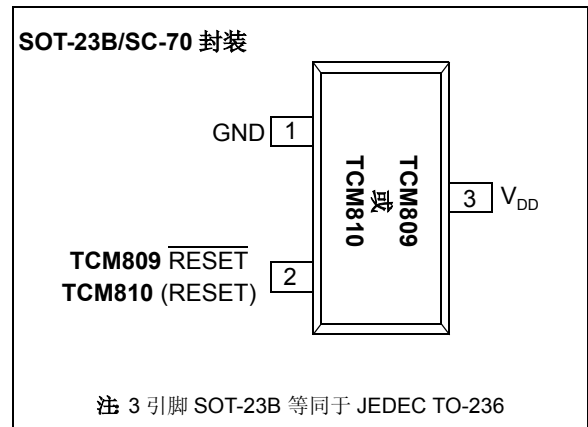 SOT-23B/SC-70 封装
GND 1
TCM809
或
TCM810
3 VDD
TCM809 RESET
2
TCM810 (RESET)
注 3 引脚 SOT-23B 等同于 JEDEC TO-236